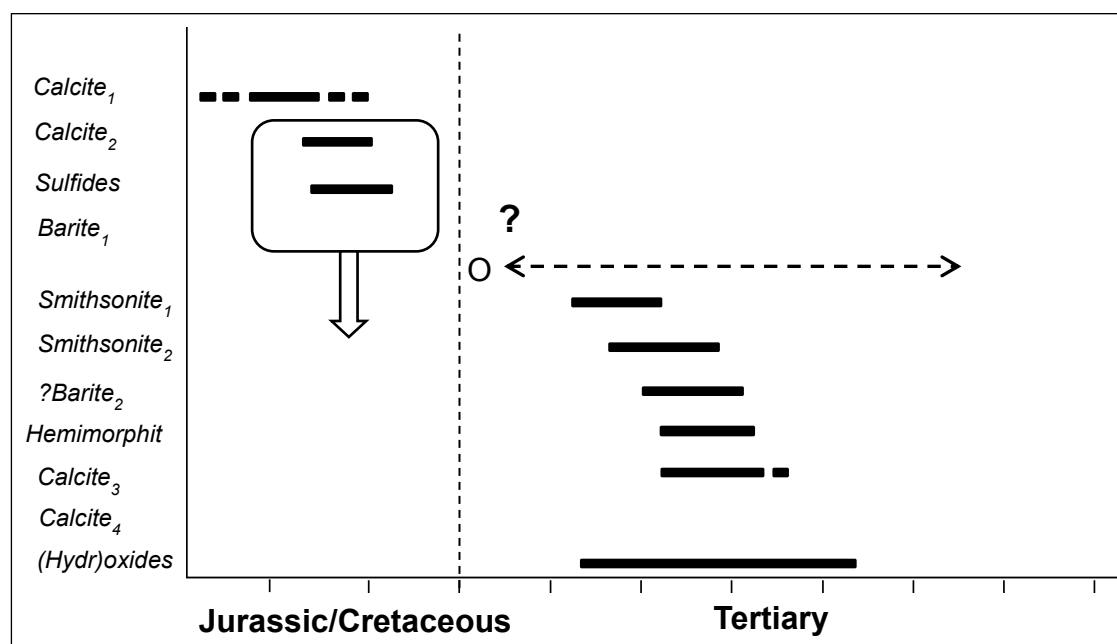 Calcite₁
Calcite₂
Sulfides
?
Barite₁
O
Smithsonite₁
Smithsonite₂
?Barite₂
Hemimorphit
Calcite₃
Calcite₄
(Hydr)oxides
Jurassic/Cretaceous Tertiary